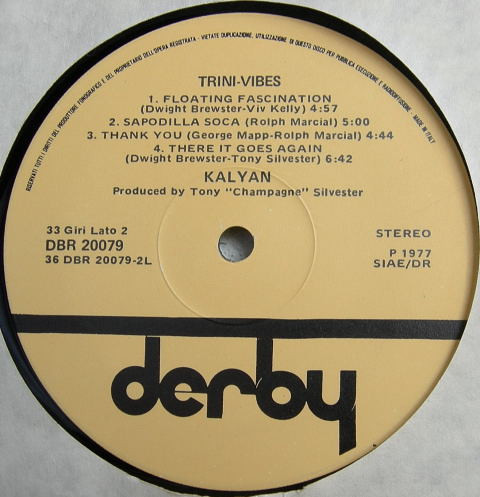 RISERVATI TUTTI I DIRITTI DEL PRODUTTORE FONOGRAFICO E DEL PROPRIETARIO DELL'OPERA REGISTRATA - VIETATE DUPLICAZIONE, UTILIZZAZIONE DI QUESTO DISCO PER PUBBLICA ESECUZIONE E RADIODIFFUSIONE. - MADE IN ITALY
TRINI-VIBES
1. FLOATING FASCINATION
(Dwight Brewster-Viv Kelly) 4:57
2. SAPODILLA SOCA (Rolph Marcial) 5:00
3. THANK YOU (George Mapp-Rolph Marcial) 4:44
4. THERE IT GOES AGAIN
(Dwight Brewster-Tony Silvester) 6:42
KALYAN
Produced by Tony "Champagne" Silvester
33 Giri Lato 2
DBR 20079
36 DBR 20079-2L
STEREO
P 1977
SIAE/DR
derby